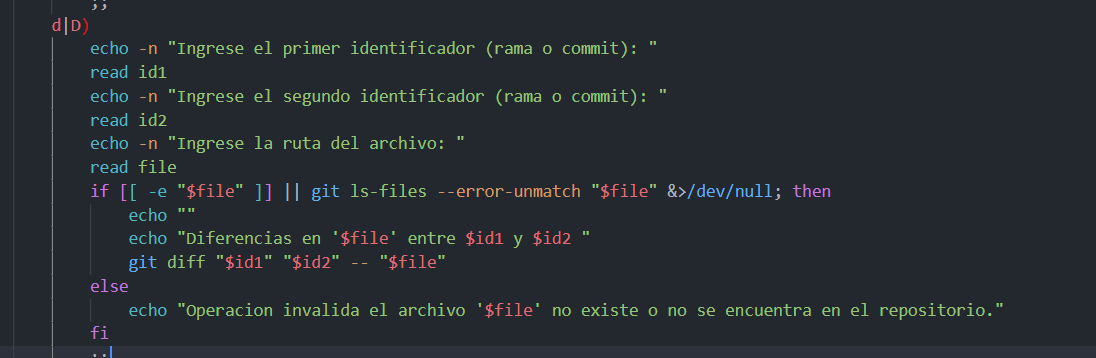 ;;
d|D)
echo -n "Ingrese el primer identificador (rama o commit): "
read id1
echo -n "Ingrese el segundo identificador (rama o commit): "
read id2
echo -n "Ingrese la ruta del archivo: "
read file
if [[ -e "$file" ]] || git ls-files --error-unmatch "$file" &>/dev/null; then
echo ""
echo "Diferencias en '$file' entre $id1 y $id2 "
git diff "$id1" "$id2" -- "$file"
else
echo "Operacion invalida el archivo '$file' no existe o no se encuentra en el repositorio."
fi
;;